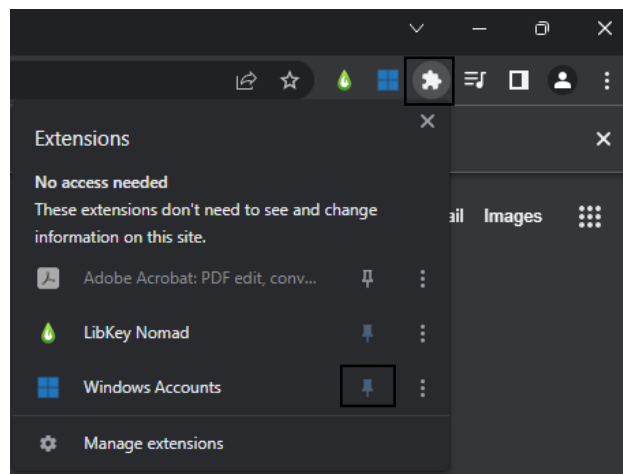 Extensions
No access needed
These extensions don't need to see and change
information on this site.
ail Images
Adobe Acrobat: PDF edit, conv...
LibKey Nomad
Windows Accounts
Manage extensions